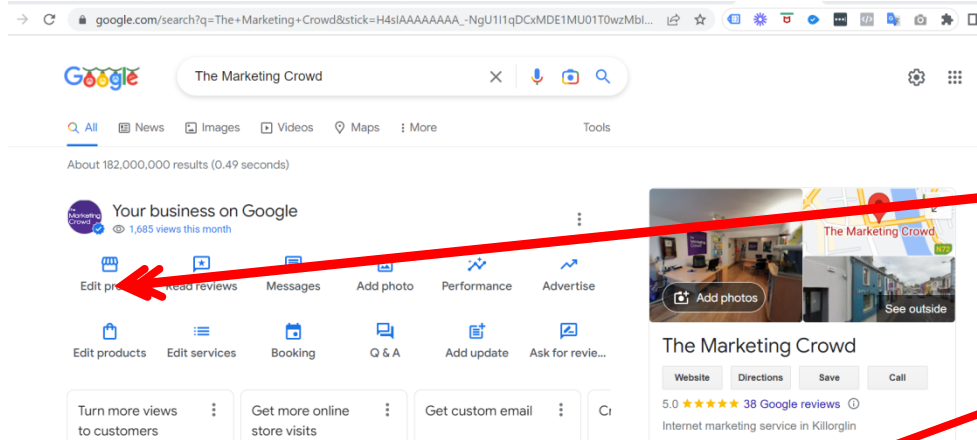 google.com/search?q=The+Marketing+Crowd&stick=H4sIAAAAAAAA_-NgU1I1qDCxMDE1MU01T0wzMbI...
Google
The Marketing Crowd
All News Images Videos Maps More Tools
About 182,000,000 results (0.49 seconds)
The Marketing Crowd
Your business on Google
1,685 views this month
Edit Read reviews Messages Add photo Performance Advertise
Edit products Edit services Booking Q & A Add update Ask for revie...
Turn more views to customers
Get more online store visits
Get custom email
The Marketing Crowd
N72
Add photos
See outside
The Marketing Crowd
Website Directions Save Call
5.0 38 Google reviews
Internet marketing service in Killorglin